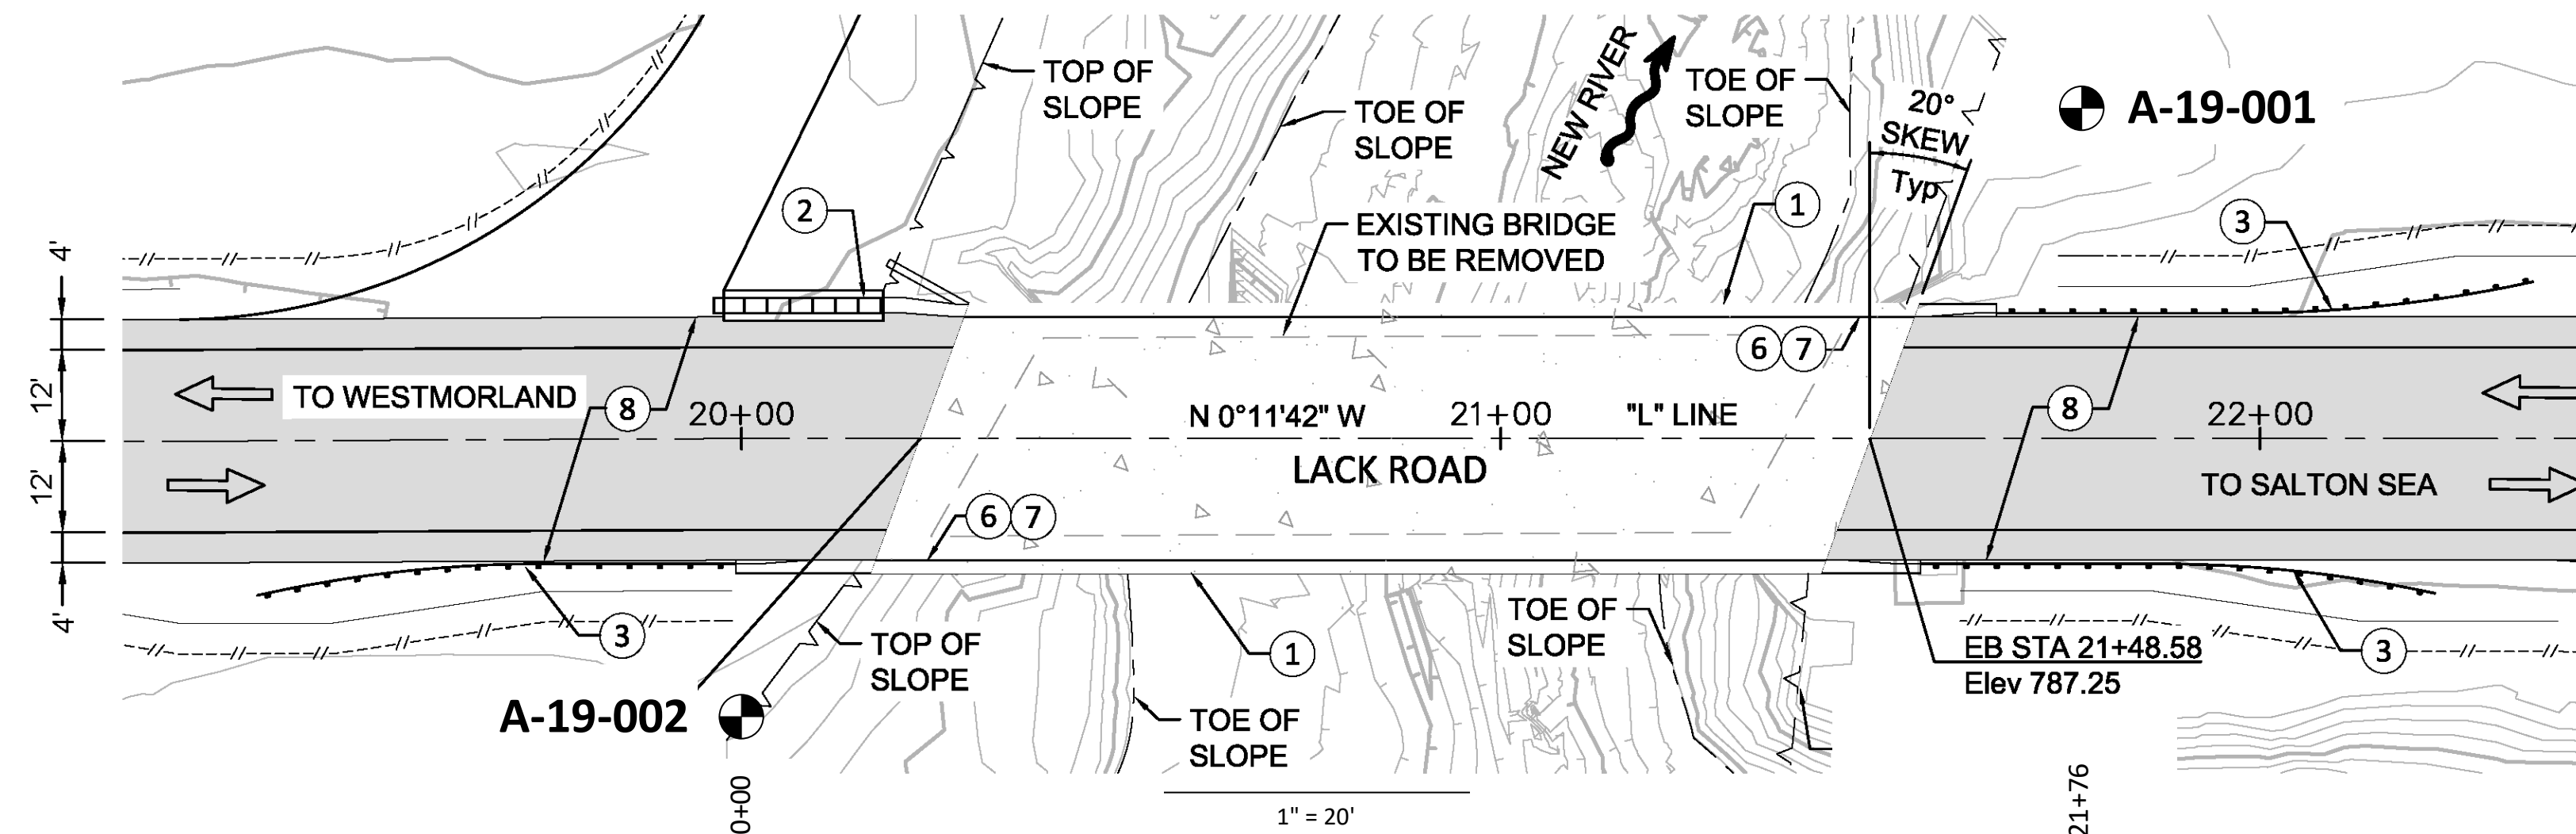 TOP OF
SLOPE
TOE OF
SLOPE
NEW RIVER
TOE OF
SLOPE
20°
SKEW
Typ
A-19-001
2
1
3
EXISTING BRIDGE
TO BE REMOVED
4'
12'
12'
4'
6 7
TO WESTMORLAND
8
20+00
N 0°11'42" W
21+00
"L" LINE
8
22+00
LACK ROAD
TO SALTON SEA
6 7
3
TOP OF
SLOPE
1
TOE OF
SLOPE
EB STA 21+48.58
Elev 787.25
3
A-19-002
TOE OF
SLOPE
0+00
1" = 20'
21+76